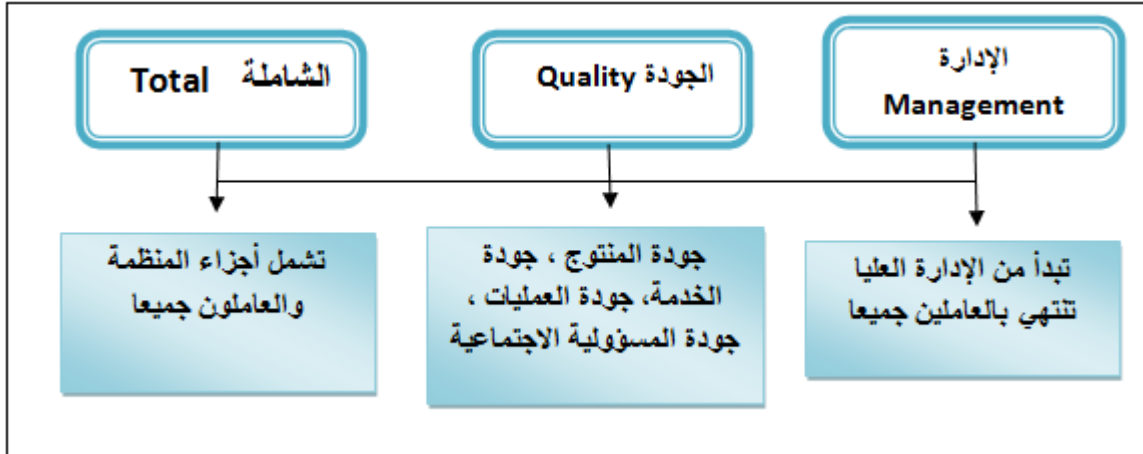 الإدارة
Management
الجودة Quality
الشاملة Total
تبدأ من الإدارة العليا
تنتهي بالعاملين جميعا
جودة المنتوج ، جودة
الخدمة، جودة العمليات ،
جودة المسؤولية الاجتماعية
تشمل أجزاء المنظمة
والعاملون جميعا